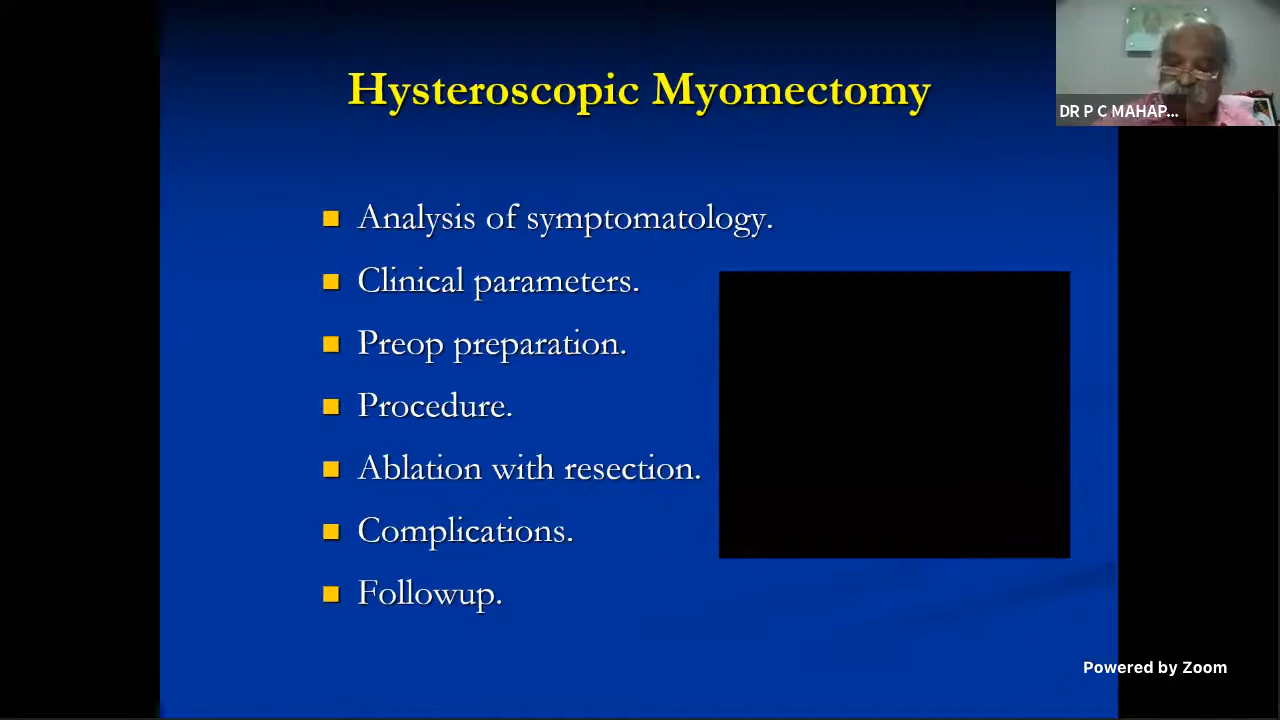 Hysteroscopic Myomectomy
DR P C MAHAP...
Analysis of symptomatology.
Clinical parameters.
Preop preparation.
Procedure.
Ablation with resection.
Complications.
Followup.
Powered by Zoom